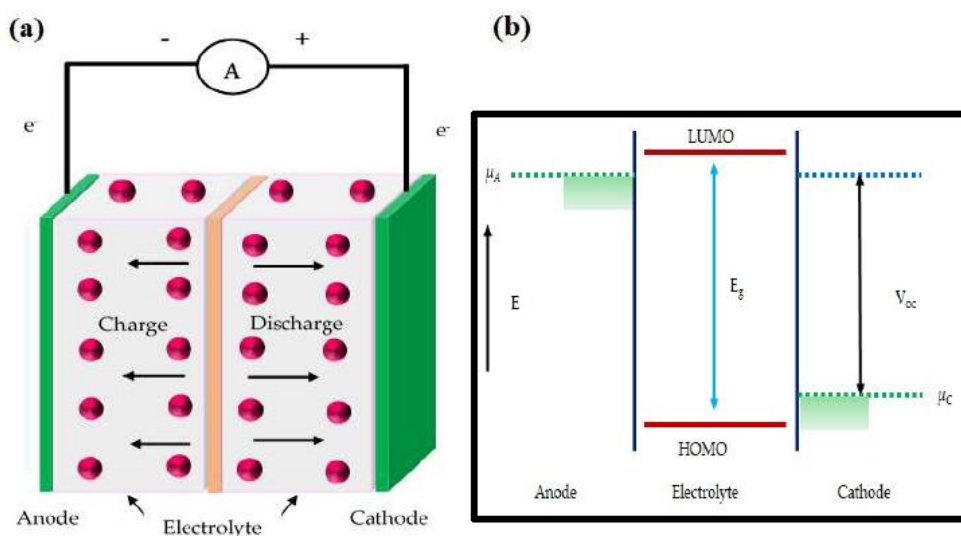 (a)
- +
A
e-
e-
Charge
Discharge
Anode
Electrolyte
Cathode
(b)
LUMO
μA
E
Eg
Voc
μC
HOMO
Anode
Electrolyte
Cathode